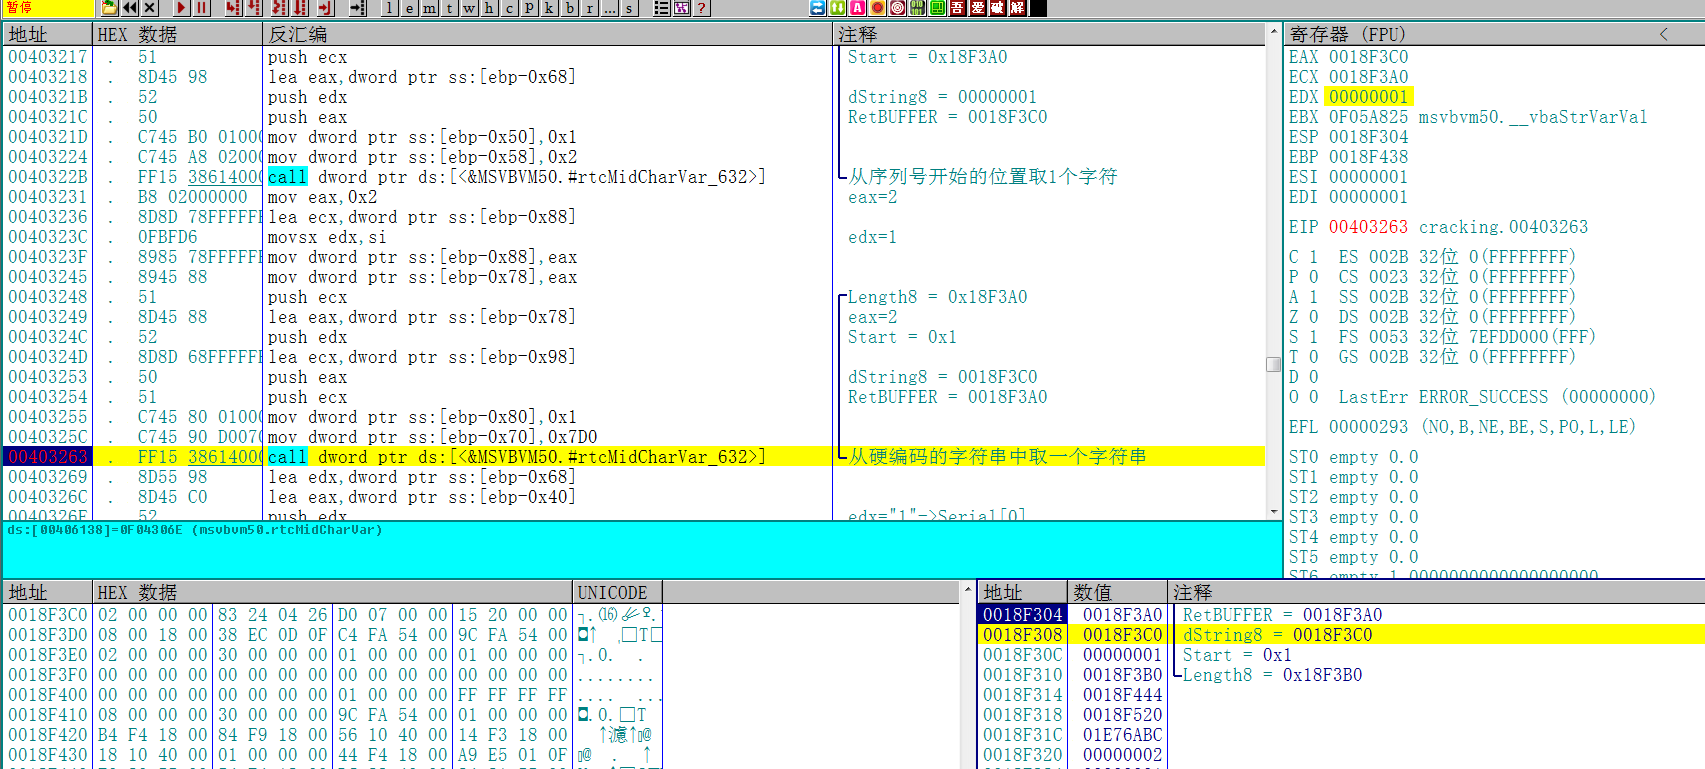 暂停
l e m t w h c p k b r ... s ?
吾 爱 破 解
地址 HEX 数据 反汇编 注释
00403217 . 51 push ecx Start = 0x18F3A0
00403218 . 8D45 98 lea eax,dword ptr ss:[ebp-0x68]
0040321B . 52 push edx dString8 = 00000001
0040321C . 50 push eax RetBUFFER = 0018F3C0
0040321D . C745 B0 01000 mov dword ptr ss:[ebp-0x50],0x1
00403224 . C745 A8 02000 mov dword ptr ss:[ebp-0x58],0x2
0040322B . FF15 38614000 call dword ptr ds:[<&MSVBVM50.#rtcMidCharVar_632>] 从序列号开始的位置取1个字符
00403231 . B8 02000000 mov eax,0x2 eax=2
00403236 . 8D8D 78FFFFFF lea ecx,dword ptr ss:[ebp-0x88]
0040323C . 0FBFD6 movsx edx,si edx=1
0040323F . 8985 78FFFFFF mov dword ptr ss:[ebp-0x88],eax
00403245 . 8945 88 mov dword ptr ss:[ebp-0x78],eax
00403248 . 51 push ecx Length8 = 0x18F3A0
00403249 . 8D45 88 lea eax,dword ptr ss:[ebp-0x78] eax=2
0040324C . 52 push edx Start = 0x1
0040324D . 8D8D 68FFFFFF lea ecx,dword ptr ss:[ebp-0x98]
00403253 . 50 push eax dString8 = 0018F3C0
00403254 . 51 push ecx RetBUFFER = 0018F3A0
00403255 . C745 80 01000 mov dword ptr ss:[ebp-0x80],0x1
0040325C . C745 90 D0070 mov dword ptr ss:[ebp-0x70],0x7D0
00403263 . FF15 38614000 call dword ptr ds:[<&MSVBVM50.#rtcMidCharVar_632>] 从硬编码的字符串中取一个字符串
00403269 . 8D55 98 lea edx,dword ptr ss:[ebp-0x68]
0040326C . 8D45 C0 lea eax,dword ptr ss:[ebp-0x40]
0040326F . 52 push edx edx="1"->Serial[0]
ds:[00406138]=0F04306E (msvbvm50.rtcMidCharVar)
寄存器 (FPU) <
EAX 0018F3C0
ECX 0018F3A0
EDX 00000001
EBX 0F05A825 msvbvm50.__vbaStrVarVal
ESP 0018F304
EBP 0018F438
ESI 00000001
EDI 00000001
EIP 00403263 cracking.00403263
C 1 ES 002B 32位 0(FFFFFFFF)
P 0 CS 0023 32位 0(FFFFFFFF)
A 1 SS 002B 32位 0(FFFFFFFF)
Z 0 DS 002B 32位 0(FFFFFFFF)
S 1 FS 0053 32位 7EFDD000(FFF)
T 0 GS 002B 32位 0(FFFFFFFF)
D 0
O 0 LastErr ERROR_SUCCESS (00000000)
EFL 00000293 (NO,B,NE,BE,S,PO,L,LE)
ST0 empty 0.0
ST1 empty 0.0
ST2 empty 0.0
ST3 empty 0.0
ST4 empty 0.0
ST5 empty 0.0
ST6 empty 1.0000000000000000000
地址 HEX 数据 UNICODE
0018F3C0 02 00 00 00 83 24 04 26 D0 07 00 00 15 20 00 00
0018F3D0 08 00 18 00 38 EC 0D 0F C4 FA 54 00 9C FA 54 00
0018F3E0 02 00 00 00 30 00 00 00 01 00 00 00 01 00 00 00
0018F3F0 00 00 00 00 00 00 00 00 00 00 00 00 00 00 00 00 ........
0018F400 00 00 00 00 00 00 00 00 01 00 00 00 FF FF FF FF .... ...
0018F410 08 00 00 00 30 00 00 00 9C FA 54 00 01 00 00 00
0018F420 B4 F4 18 00 84 F9 18 00 56 10 40 00 14 F3 18 00
0018F430 18 10 40 00 01 00 00 00 44 F4 18 00 A9 E5 01 0F
地址 数值 注释
0018F304 0018F3A0 RetBUFFER = 0018F3A0
0018F308 0018F3C0 dString8 = 0018F3C0
0018F30C 00000001 Start = 0x1
0018F310 0018F3B0 Length8 = 0x18F3B0
0018F314 0018F444
0018F318 0018F520
0018F31C 01E76ABC
0018F320 00000002